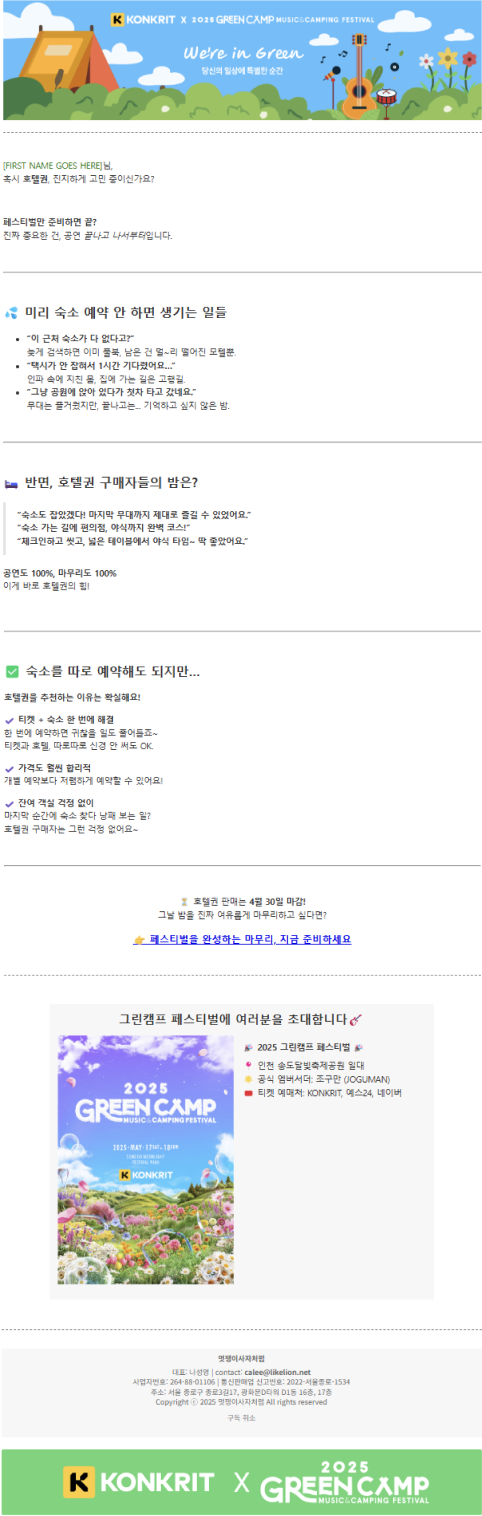 KONKRIT X 2025 GREEN CAMP MUSIC&CAMPING FESTIVAL
We're in Green
당신의 일상에 특별한 순간
[FIRST NAME GOES HERE]님,
혹시 호텔권, 진지하게 고민 중이신가요?
페스티벌만 준비하면 끝?
진짜 중요한 건, 공연 끝나고 나서부터입니다.
💦 미리 숙소 예약 안 하면 생기는 일들
• “이 근처 숙소가 다 없다고?”
늦게 검색하면 이미 풀북, 남은 건 멀~리 떨어진 모텔뿐.
• “택시가 안 잡혀서 1시간 기다렸어요...”
인파 속에 지친 몸, 집에 가는 길은 고행길.
• “그냥 공원에 앉아 있다가 첫차 타고 갔네요.”
무대는 즐거웠지만, 끝나고는... 기억하고 싶지 않은 밤.
🛏️ 반면, 호텔권 구매자들의 밤은?
“숙소도 잡았겠다! 마지막 무대까지 제대로 즐길 수 있었어요.”
“숙소 가는 길에 편의점, 야식까지 완벽 코스!”
“체크인하고 씻고, 넓은 테이블에서 야식 타임~ 딱 좋았어요.”
공연도 100%, 마무리도 100%
이게 바로 호텔권의 힘!
✅ 숙소를 따로 예약해도 되지만...
호텔권을 추천하는 이유는 확실해요!
✔ 티켓 + 숙소 한 번에 해결
한 번에 예약하면 귀찮을 일도 줄어들죠~
티켓과 호텔, 따로따로 신경 안 써도 OK.
✔ 가격도 훨씬 합리적
개별 예약보다 저렴하게 예약할 수 있어요!
✔ 잔여 객실 걱정 없이
마지막 순간에 숙소 찾다 낭패 보는 일?
호텔권 구매자는 그런 걱정 없어요~
⏳ 호텔권 판매는 4월 30일 마감!
그날 밤을 진짜 여유롭게 마무리하고 싶다면?
👉 페스티벌을 완성하는 마무리, 지금 준비하세요
그린캠프 페스티벌에 여러분을 초대합니다🎸
2025
GREEN CAMP
MUSIC&CAMPING FESTIVAL
2025·MAY·17SAT-18SUN
SONGDO MOONLIGHT
FESTIVAL PARK
KONKRIT
🎉 2025 그린캠프 페스티벌 🎉
📍 인천 송도달빛축제공원 일대
🌟 공식 엠버서더: 조구만 (JOGUMAN)
🎟️ 티켓 예매처: KONKRIT, 예스24, 네이버
멋쟁이사자처럼
대표: 나성영 | contact: calee@likelion.net
사업자번호: 264-88-01106 | 통신판매업 신고번호: 2022-서울종로-1534
주소: 서울 종로구 종로3길17, 광화문D타워 D1동 16층, 17층
Copyright ⓒ 2025 멋쟁이사자처럼 All rights reserved
구독 취소
KONKRIT X 2025 GREEN CAMP MUSIC&CAMPING FESTIVAL